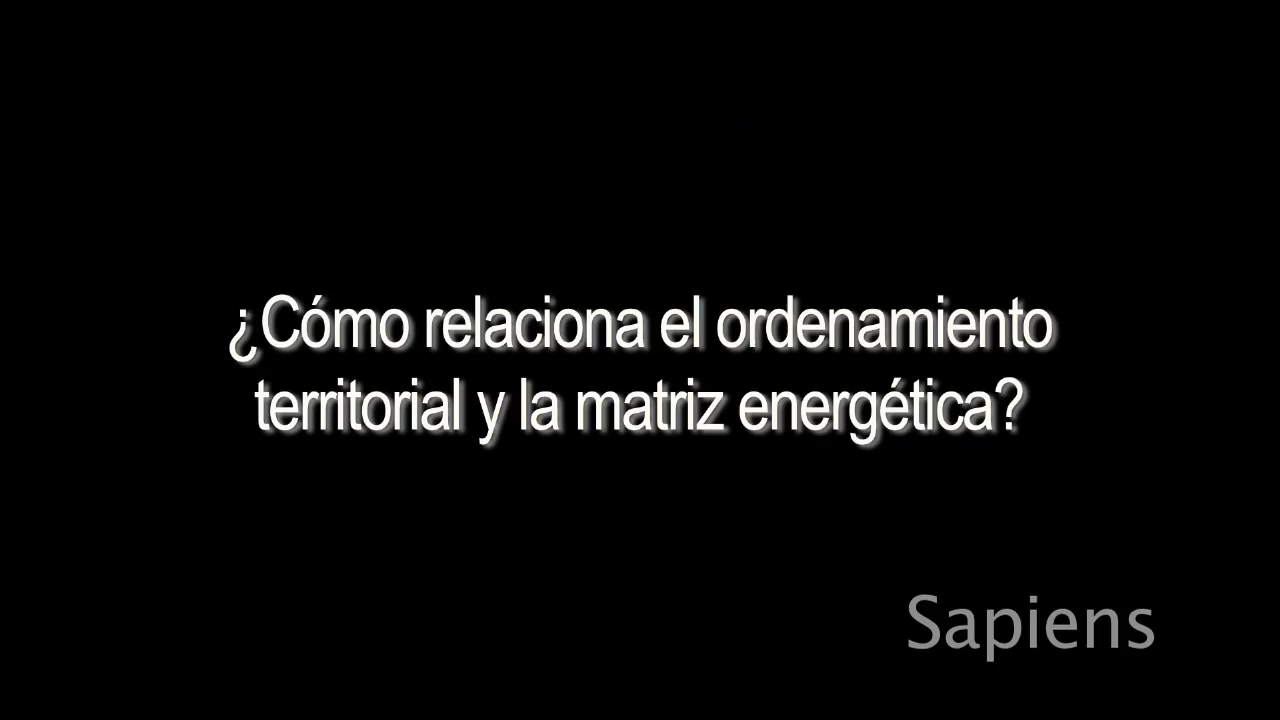 ¿Cómo relaciona el ordenamiento
territorial y la matriz energética?
Sapiens